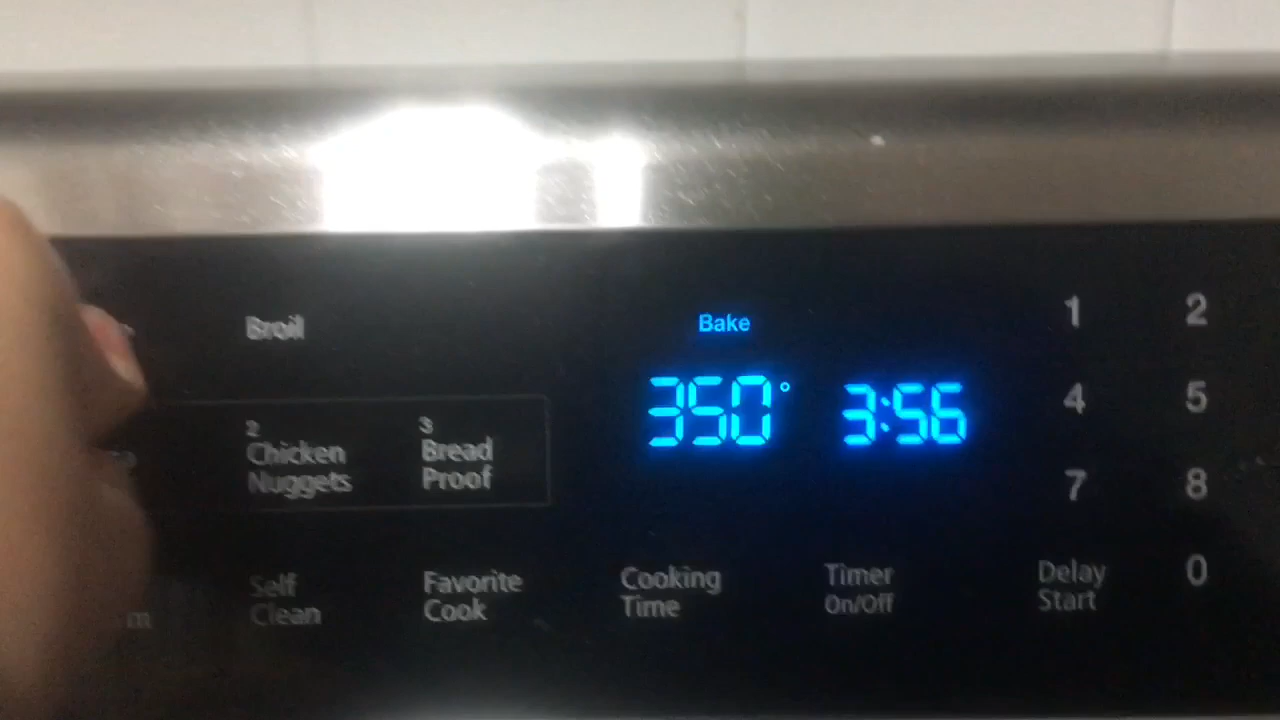 Broil
Bake
1
2
350°
3:56
4
5
2
Chicken
Nuggets
3
Bread
Proof
7
8
Self
Clean
Favorite
Cook
Cooking
Time
Timer
On/Off
Delay
Start
0
m